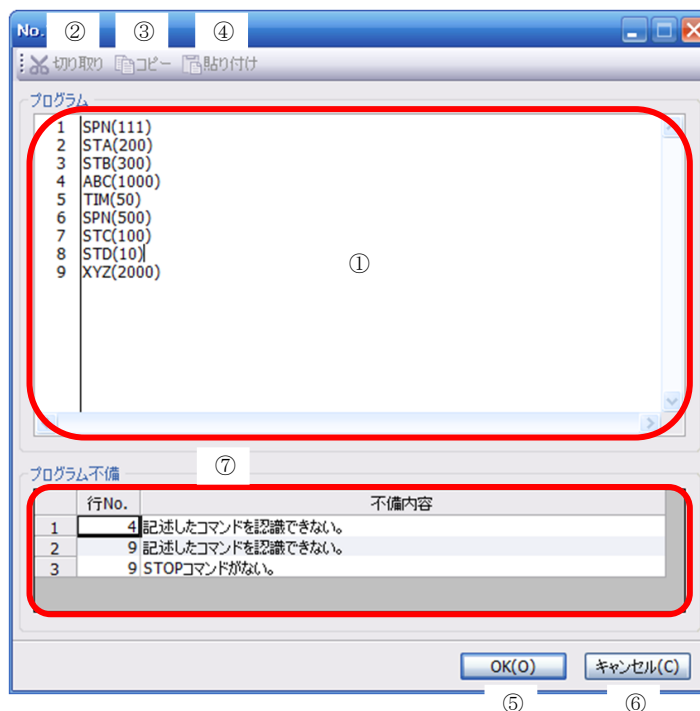 No.
② ③ ④
切り取り コピー 貼り付け
プログラム
1 SPN(111)
2 STA(200)
3 STB(300)
4 ABC(1000)
5 TIM(50)
6 SPN(500)
7 STC(100)
8 STD(10)
9 XYZ(2000)
①
⑦
プログラム不備
行No. 不備内容
1 4 記述したコマンドを認識できない。
2 9 記述したコマンドを認識できない。
3 9 STOPコマンドがない。
OK(O) キャンセル(C)
⑤ ⑥